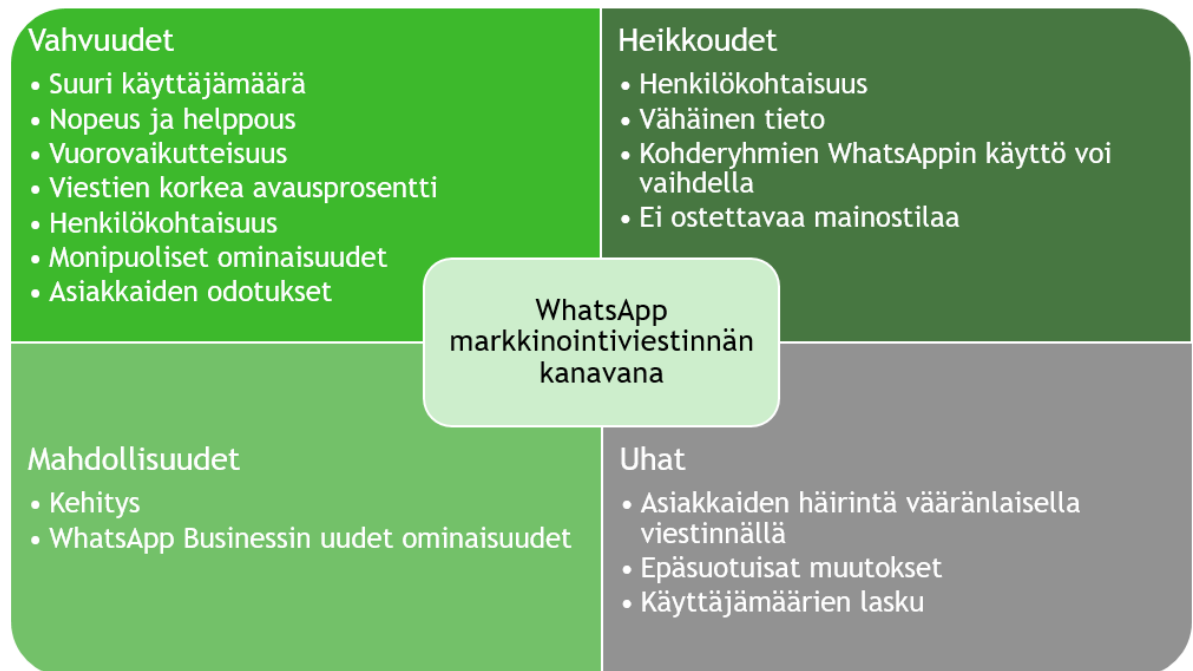 Vahvuudet
• Suuri käyttäjämäärä
• Nopeus ja helppous
• Vuorovaikutteisuus
• Viestien korkea avausprosentti
• Henkilökohtaisuus
• Monipuoliset ominaisuudet
• Asiakkaiden odotukset
Heikkoudet
• Henkilökohtaisuus
• Vähäinen tieto
• Kohderyhmien WhatsAppin käyttö voi
vaihdella
• Ei ostettavaa mainostilaa
WhatsApp
markkinointiviestinnän
kanavana
Mahdollisuudet
• Kehitys
• WhatsApp Businessin uudet ominaisuudet
Uhat
• Asiakkaiden häirintä vääränlaisella
viestinnällä
• Epäsuotuisat muutokset
• Käyttäjämäärien lasku